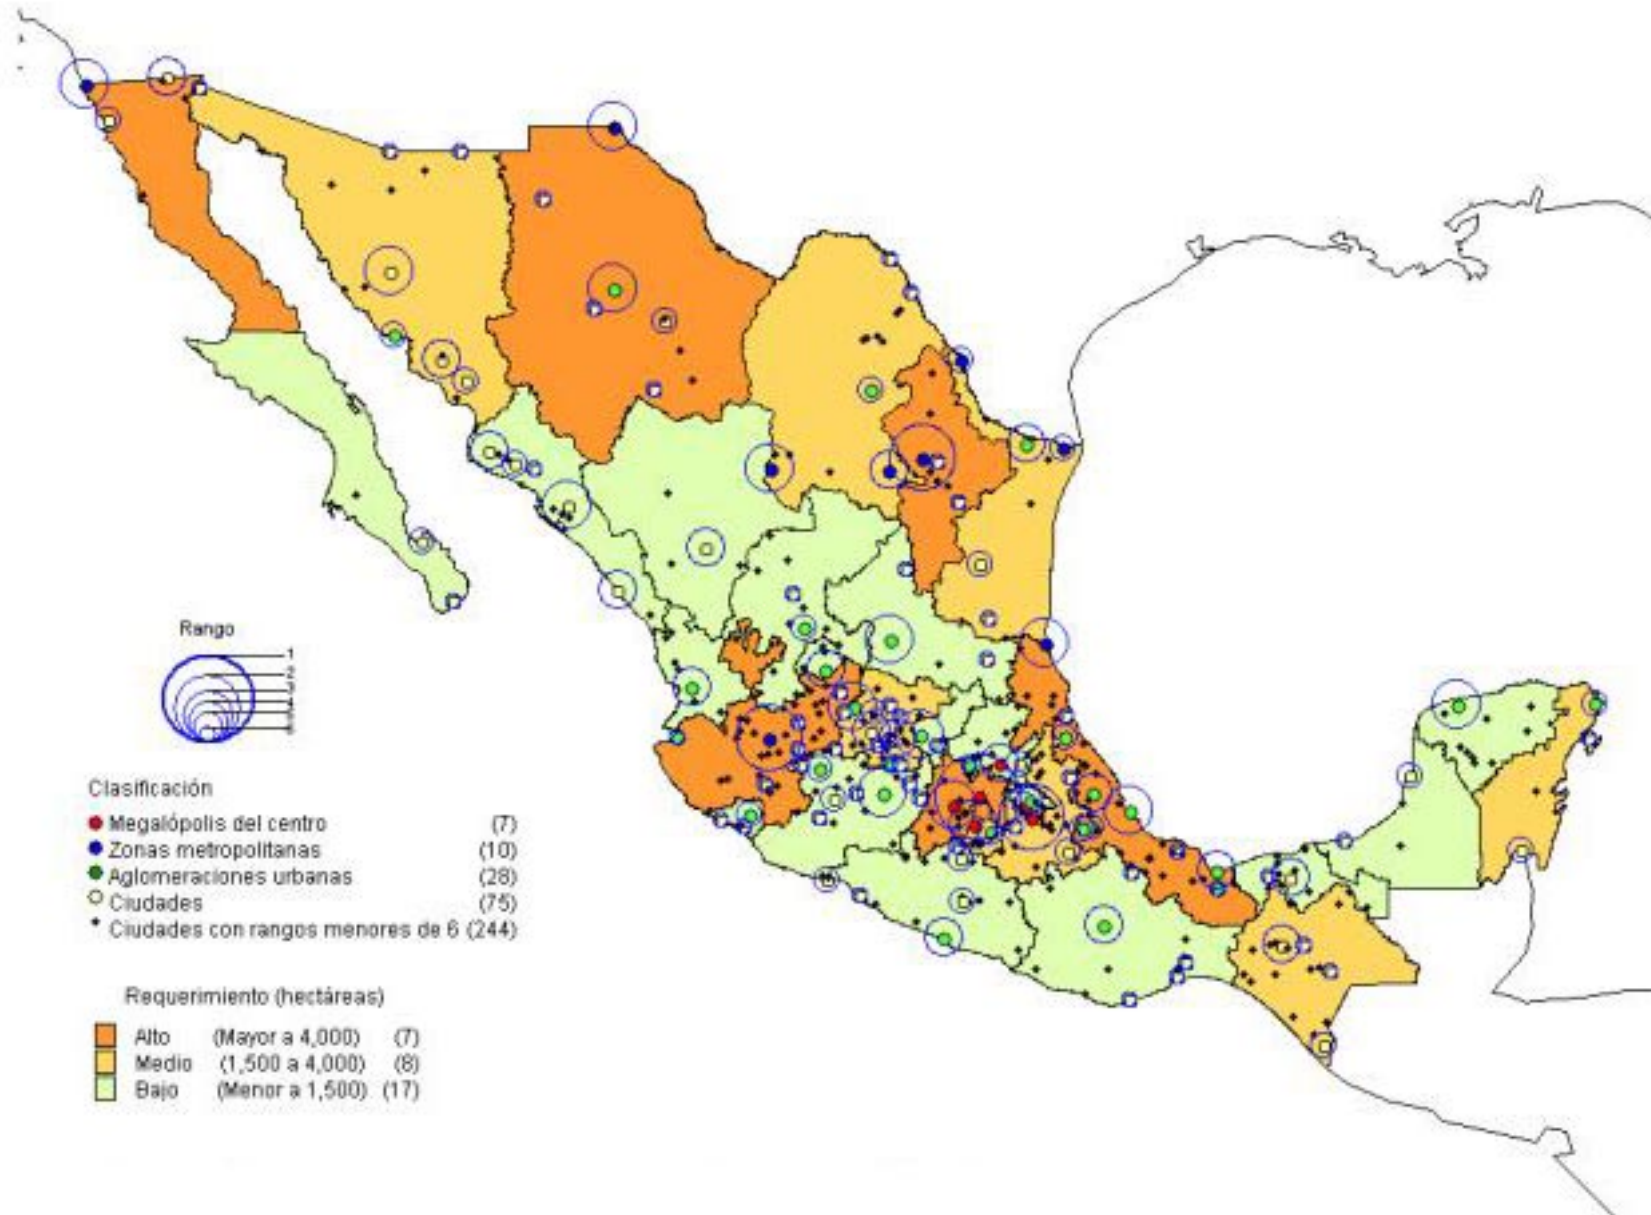 Rango
1
2
Clasificación
Megalópolis del centro (7)
Zonas metropolitanas (10)
Aglomeraciones urbanas (28)
Ciudades (75)
Ciudades con rangos menores de 6 (244)
Requerimiento (hectáreas)
Alto (Mayor a 4,000) (7)
Medio (1,500 a 4,000) (8)
Bajo (Menor a 1,500) (17)